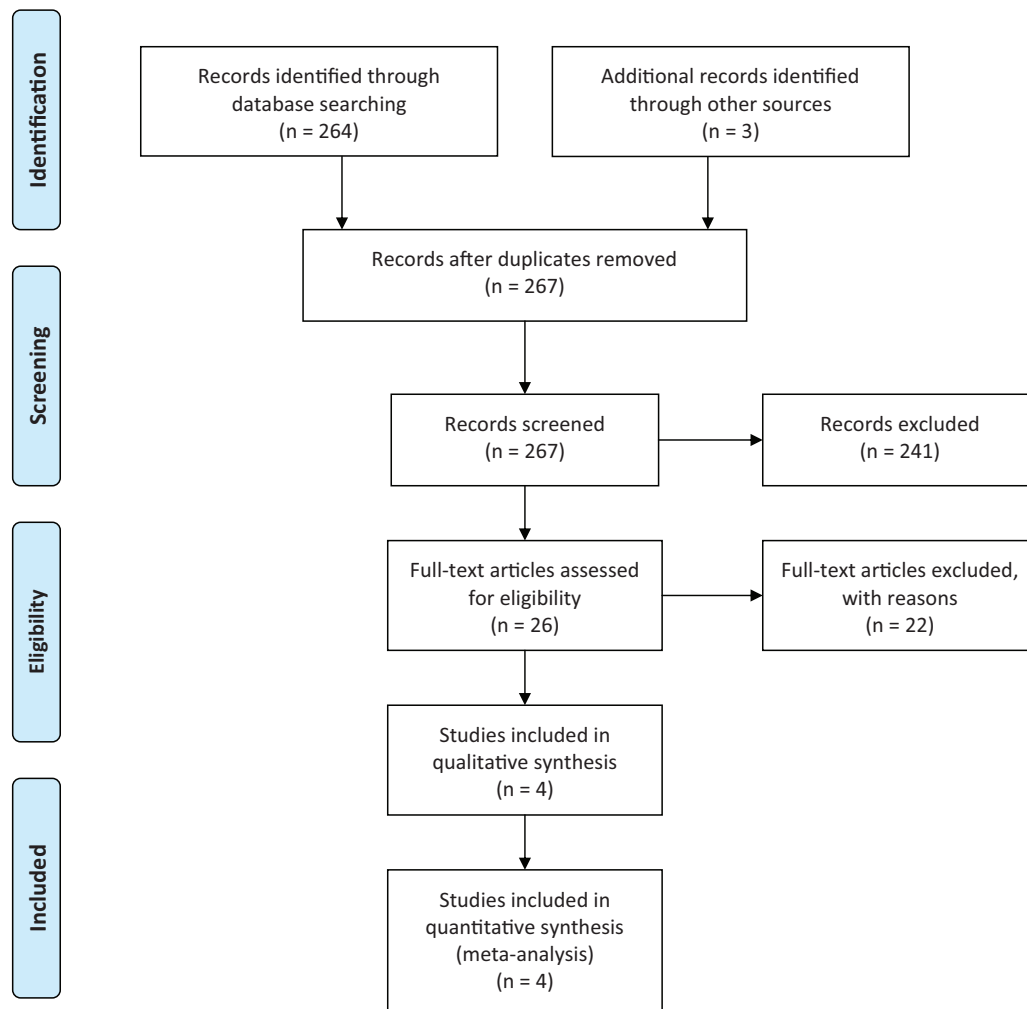 Identification
Records identified through
database searching
(n = 264)
Additional records identified
through other sources
(n = 3)
Records after duplicates removed
(n = 267)
Screening
Records screened
(n = 267)
Records excluded
(n = 241)
Eligibility
Full-text articles assessed
for eligibility
(n = 26)
Full-text articles excluded,
with reasons
(n = 22)
Studies included in
qualitative synthesis
(n = 4)
Included
Studies included in
quantitative synthesis
(meta-analysis)
(n = 4)